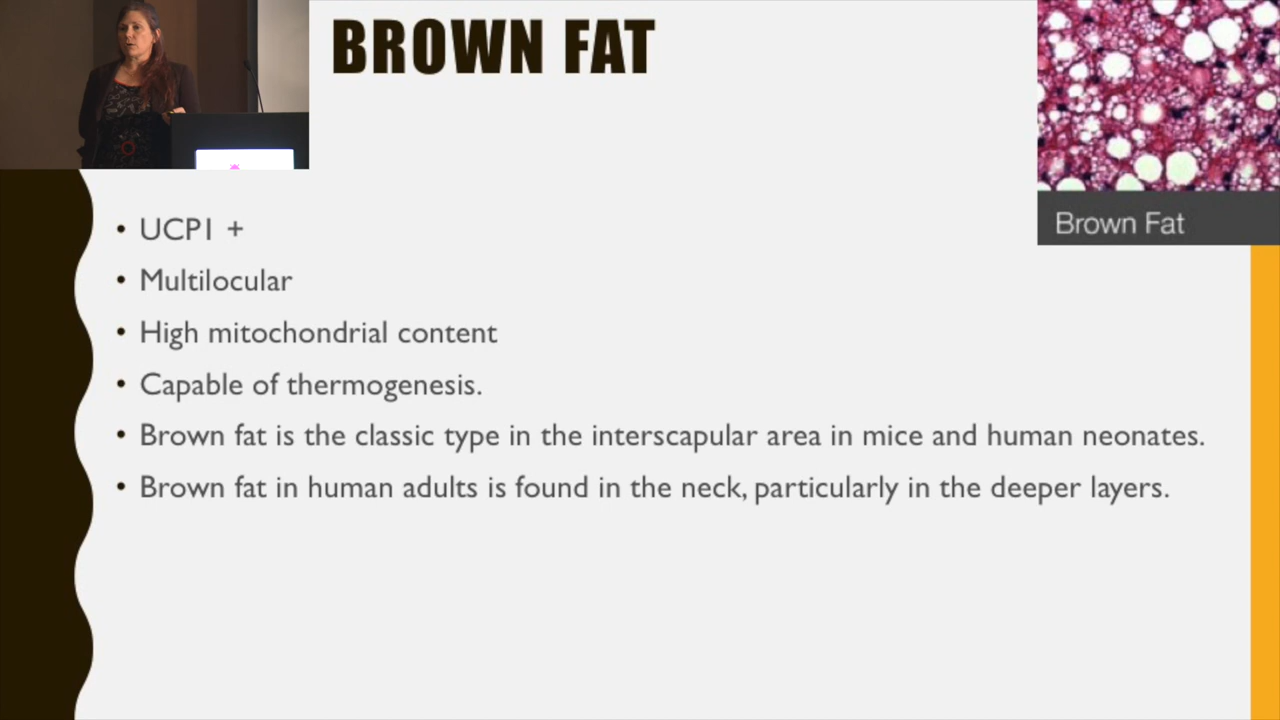 BROWN FAT
Brown Fat
• UCP1 +
• Multilocular
• High mitochondrial content
• Capable of thermogenesis.
• Brown fat is the classic type in the interscapular area in mice and human neonates.
• Brown fat in human adults is found in the neck, particularly in the deeper layers.